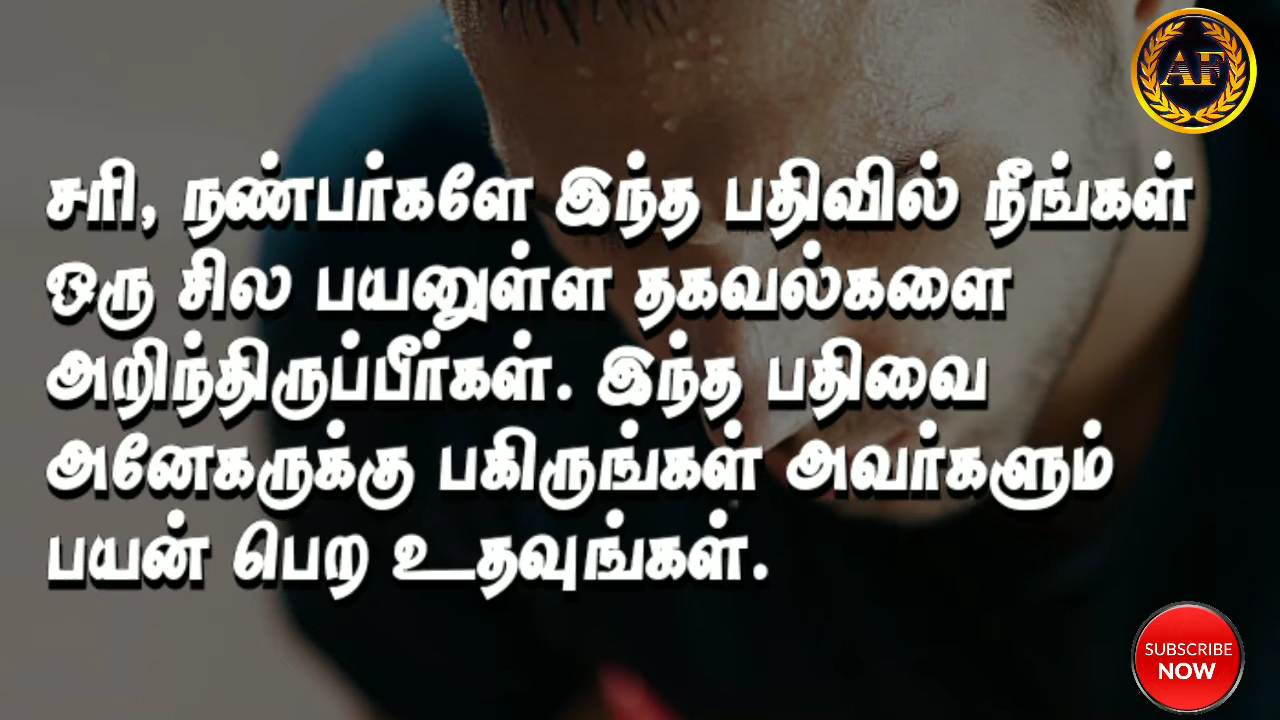 AF
சரி, நண்பர்களே இந்த பதிவில் நீங்கள்
ஒரு சில பயனுள்ள தகவல்களை
அறிந்திருப்பீர்கள். இந்த பதிவை
அனேகருக்கு பகிருங்கள் அவர்களும்
பயன் பெற உதவுங்கள்.
SUBSCRIBE
NOW